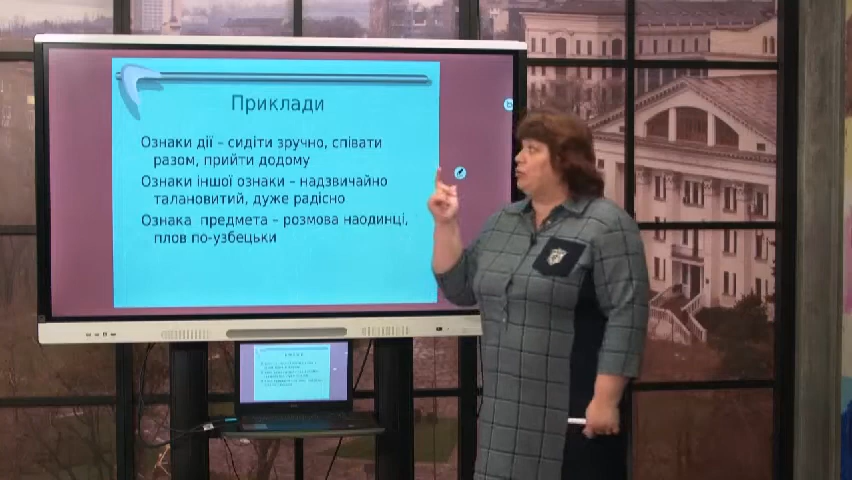 Приклади
Ознаки дії – сидіти зручно, співати
разом, прийти додому
Ознаки іншої ознаки – надзвичайно
талановитий, дуже радісно
Ознака предмета – розмова наодинці,
плов по-узбецьки